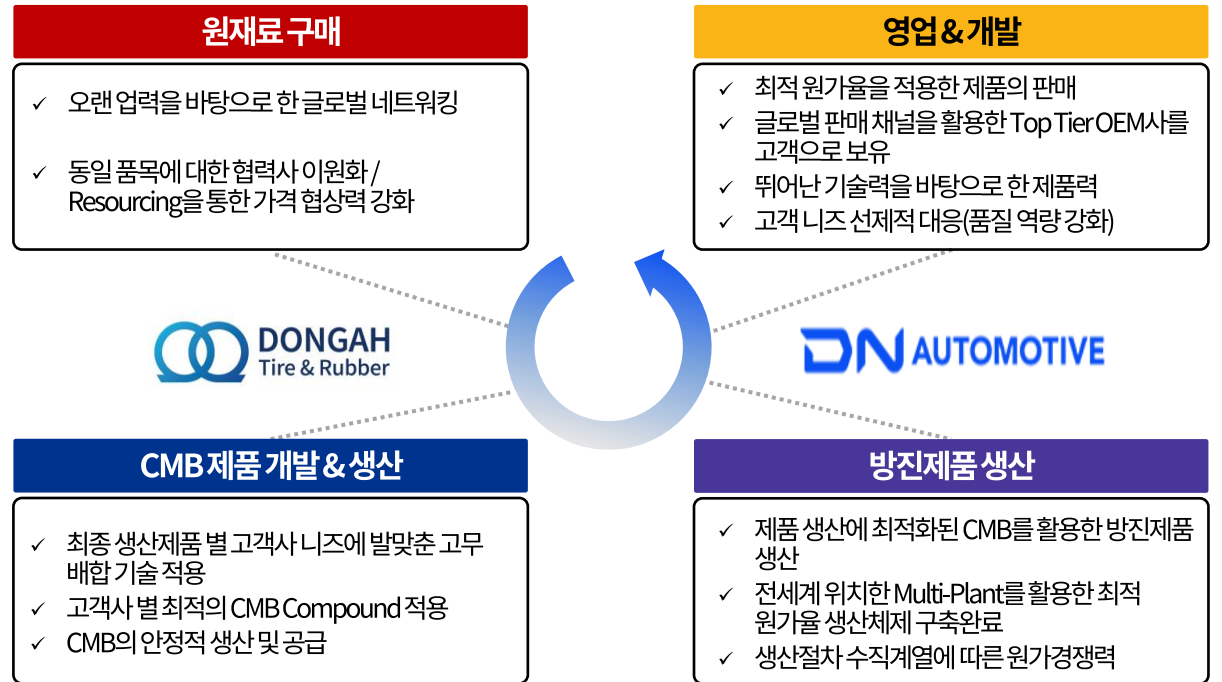 원재료 구매
오랜 업력을 바탕으로 한 글로벌 네트워킹
동일 품목에 대한 협력사 이원화 /
Resourcing을 통한 가격 협상력 강화
영업 & 개발
최적 원가율을 적용한 제품의 판매
글로벌 판매 채널을 활용한 Top Tier OEM사를
고객으로 보유
뛰어난 기술력을 바탕으로 한 제품력
고객 니즈 선제적 대응(품질 역량 강화)
DONGAH
Tire & Rubber
DN AUTOMOTIVE
CMB 제품 개발 & 생산
최종 생산제품 별 고객사 니즈에 발맞춘 고무
배합 기술 적용
고객사 별 최적의 CMB Compound 적용
CMB의 안정적 생산 및 공급
방진제품 생산
제품 생산에 최적화된 CMB를 활용한 방진제품
생산
전세계 위치한 Multi-Plant를 활용한 최적
원가율 생산체제 구축완료
생산절차 수직계열에 따른 원가경쟁력